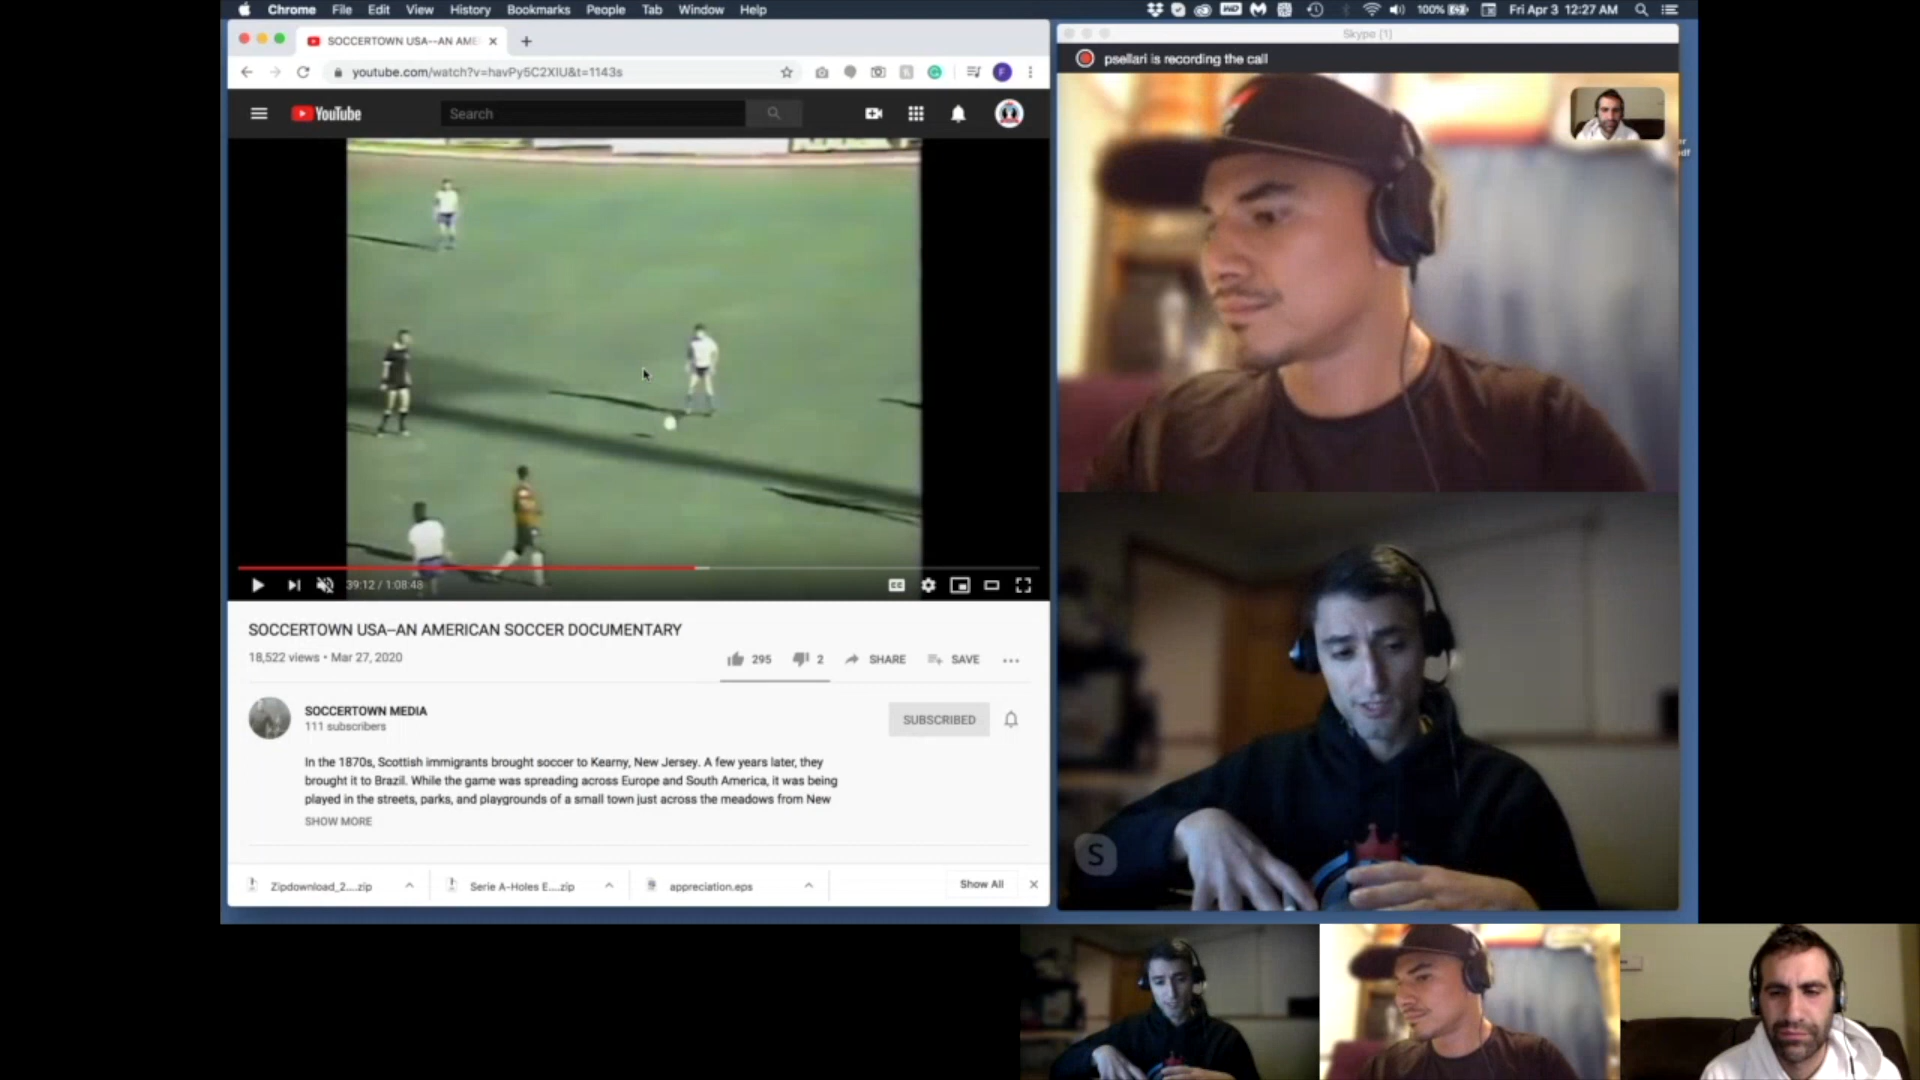 Chrome File Edit View History Bookmarks People Tab Window Help
100% Fri Apr 3 12:27 AM
SOCCERTOWN USA--AN AME
Skype [1]
youtube.com/watch?v=havPy5C2XIU&t=1143s
F
psellari is recording the call
YouTube
Search
39:12 / 1:08:48
CC
SOCCERTOWN USA--AN AMERICAN SOCCER DOCUMENTARY
18,522 views • Mar 27, 2020
295 2 SHARE SAVE
SOCCERTOWN MEDIA
111 subscribers
SUBSCRIBED
In the 1870s, Scottish immigrants brought soccer to Kearny, New Jersey. A few years later, they
brought it to Brazil. While the game was spreading across Europe and South America, it was being
played in the streets, parks, and playgrounds of a small town just across the meadows from New
SHOW MORE
S
Zipdownload_2....zip
Serie A-Holes E....zip
appreciation.eps
Show All